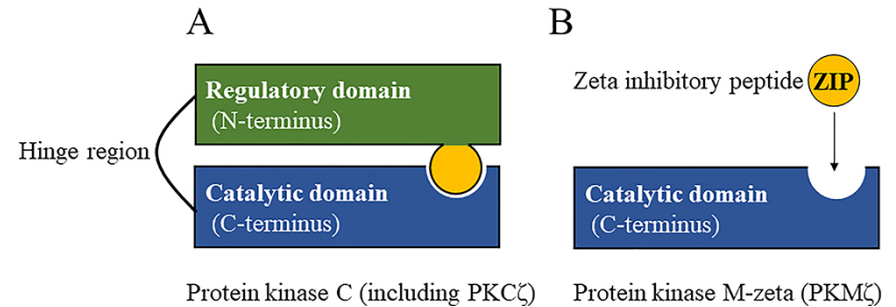 A
Regulatory domain
(N-terminus)
Hinge region
Catalytic domain
(C-terminus)
Protein kinase C (including PKCζ)
B
Zeta inhibitory peptide ZIP
Catalytic domain
(C-terminus)
Protein kinase M-zeta (PKMζ)